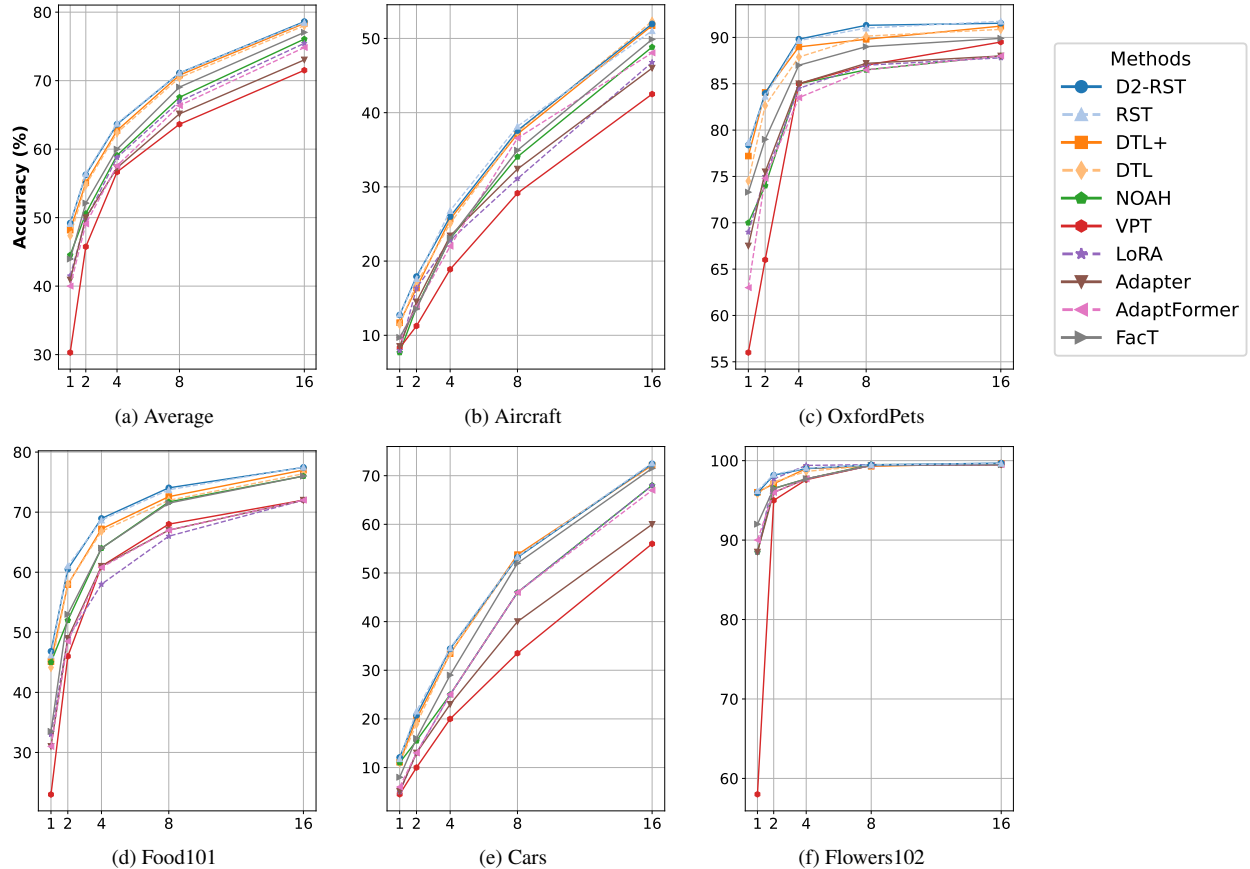 80
70
60
50
40
30
Accuracy (%)
1 2 4 8 16
(a) Average
50
40
30
20
10
1 2 4 8 16
(b) Aircraft
90
85
80
75
70
65
60
55
1 2 4 8 16
(c) OxfordPets
Methods
D2-RST
RST
DTL+
DTL
NOAH
VPT
LoRA
Adapter
AdaptFormer
FacT
80
70
60
50
40
30
1 2 4 8 16
(d) Food101
70
60
50
40
30
20
10
1 2 4 8 16
(e) Cars
100
90
80
70
60
1 2 4 8 16
(f) Flowers102